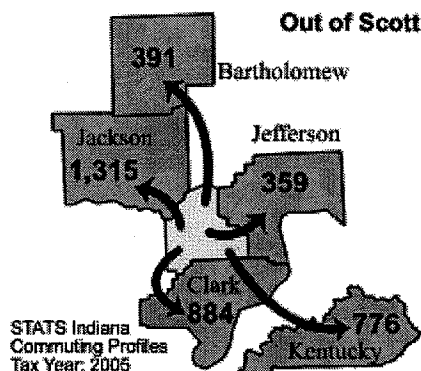 Out of Scott
391
Bartholomew
Jackson
1,315
Jefferson
359
Clark
884
776
Kentucky
STATS Indiana
Commuting Profiles
Tax Year: 2005